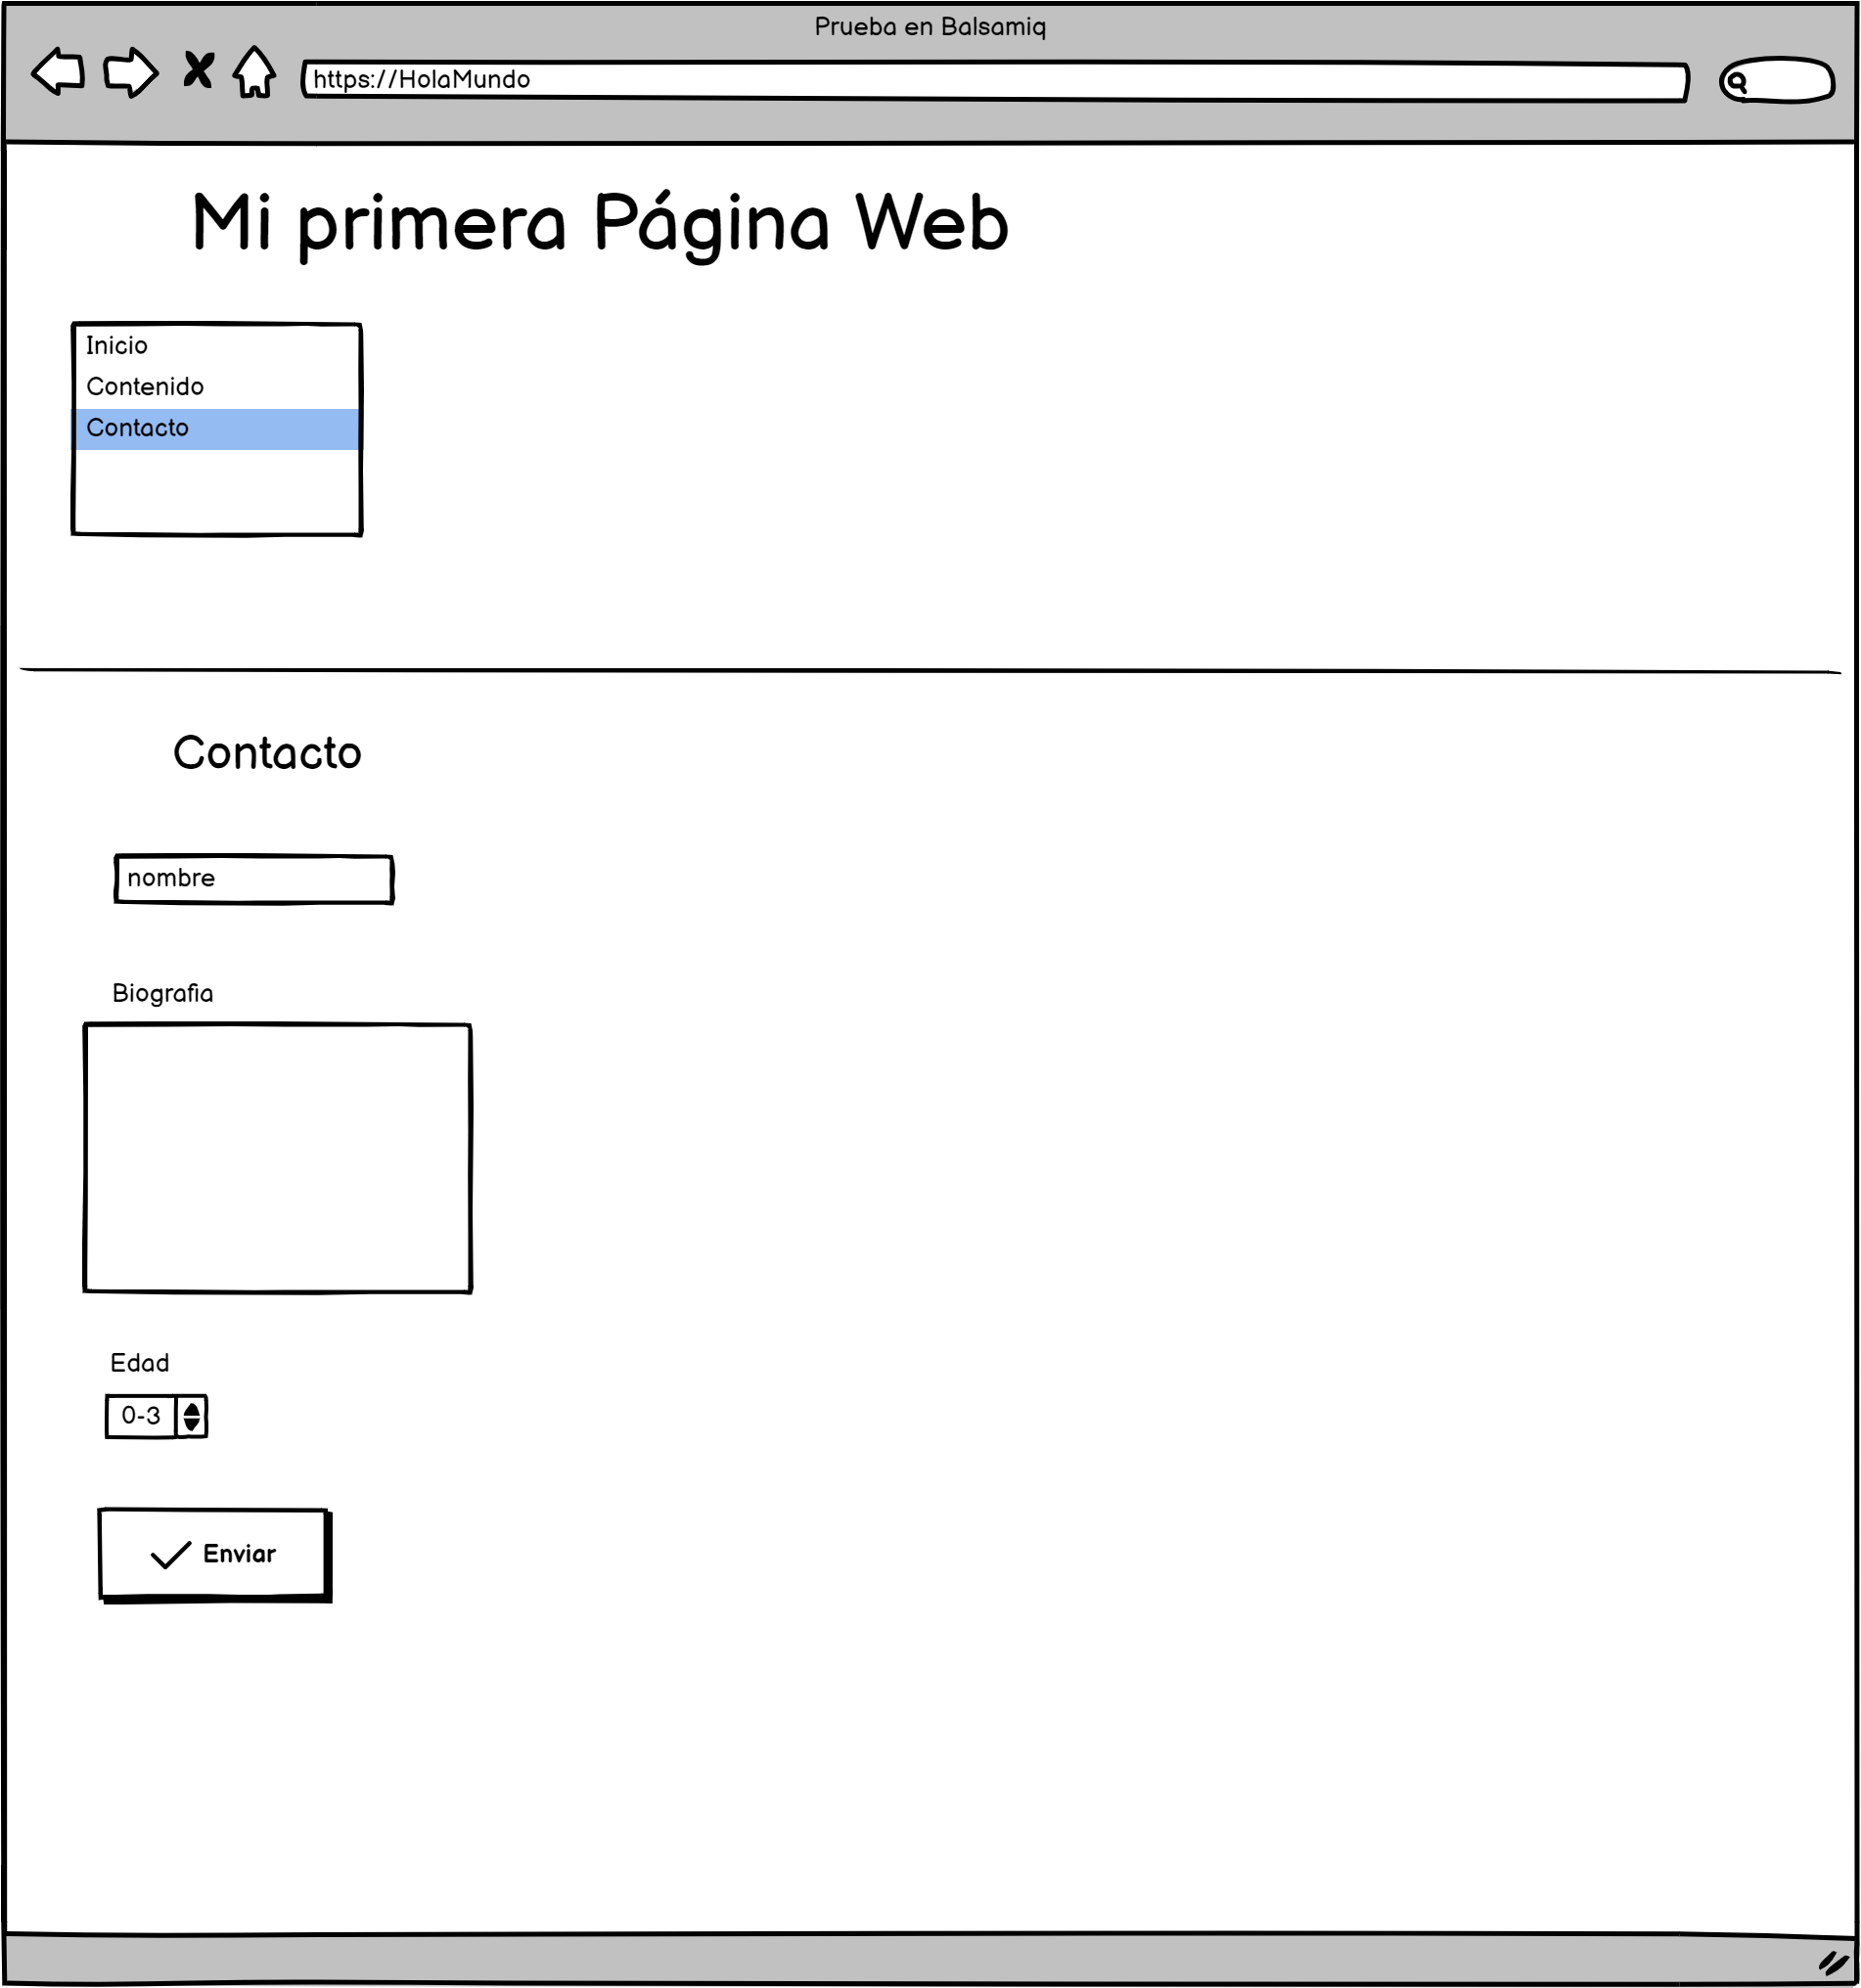 Prueba en Balsamiq
https://HolaMundo
Mi primera Página Web
Inicio
Contenido
Contacto
Contacto
nombre
Biografia
Edad
0-3
Enviar